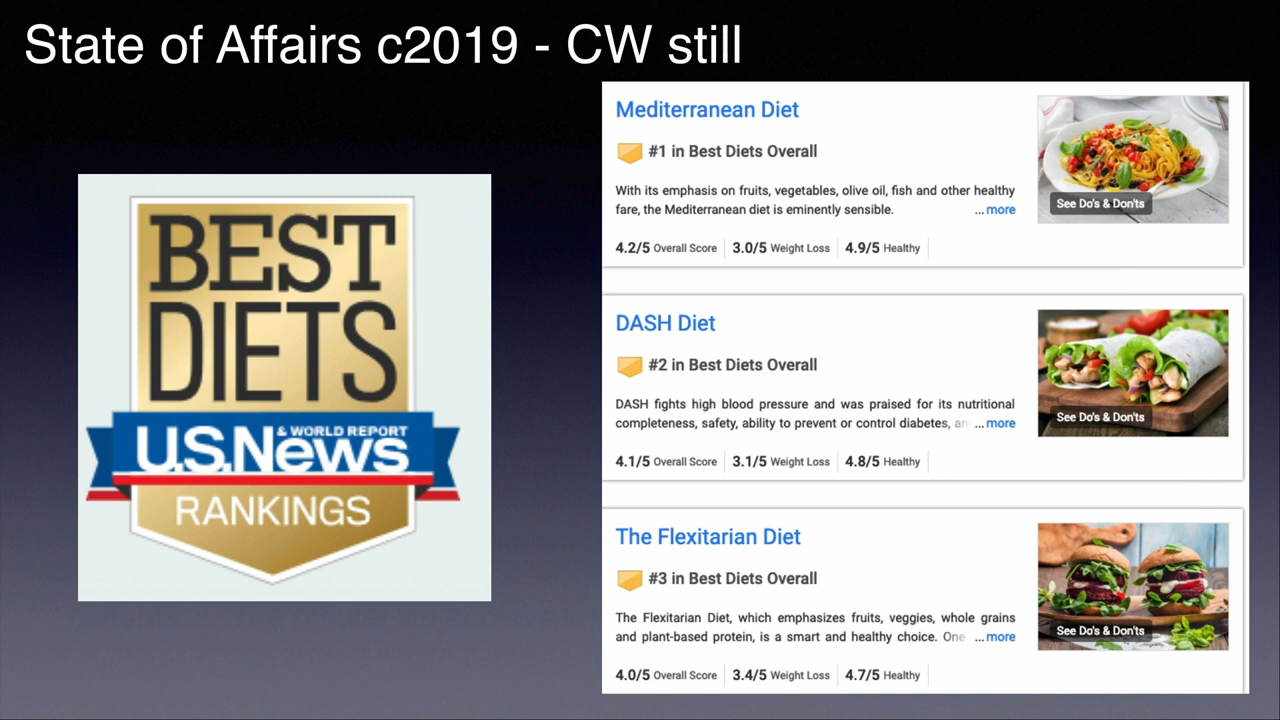 State of Affairs c2019 - CW still
BEST
DIETS
U.S.News & WORLD REPORT
RANKINGS
Mediterranean Diet
#1 in Best Diets Overall
With its emphasis on fruits, vegetables, olive oil, fish and other healthy
fare, the Mediterranean diet is eminently sensible. ... more
4.2/5 Overall Score 3.0/5 Weight Loss 4.9/5 Healthy
See Do's & Don'ts
DASH Diet
#2 in Best Diets Overall
DASH fights high blood pressure and was praised for its nutritional
completeness, safety, ability to prevent or control diabetes, an ... more
4.1/5 Overall Score 3.1/5 Weight Loss 4.8/5 Healthy
See Do's & Don'ts
The Flexitarian Diet
#3 in Best Diets Overall
The Flexitarian Diet, which emphasizes fruits, veggies, whole grains
and plant-based protein, is a smart and healthy choice. One ... more
4.0/5 Overall Score 3.4/5 Weight Loss 4.7/5 Healthy
See Do's & Don'ts